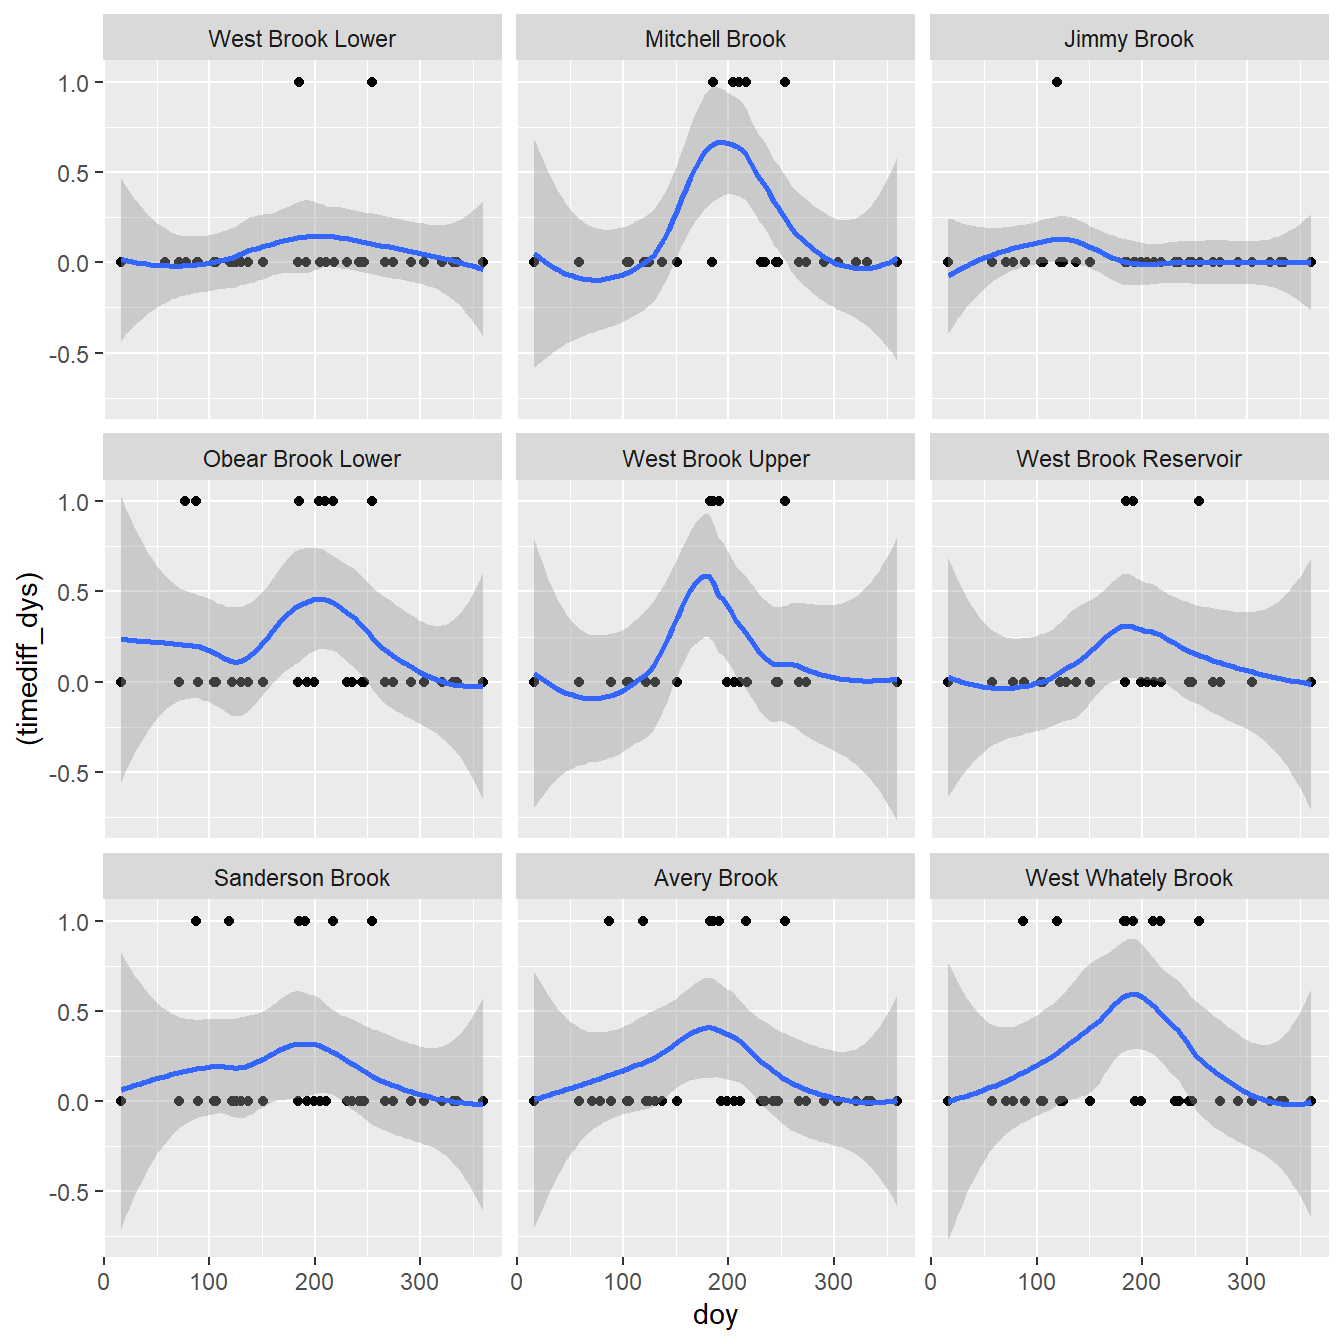 West Brook Lower
Mitchell Brook
Jimmy Brook
1.0
0.5
0.0
-0.5
Obear Brook Lower
West Brook Upper
West Brook Reservoir
1.0
0.5
0.0
-0.5
(timediff_dys)
Sanderson Brook
Avery Brook
West Whately Brook
1.0
0.5
0.0
-0.5
0 100 200 300 0 100 200 300 0 100 200 300
doy